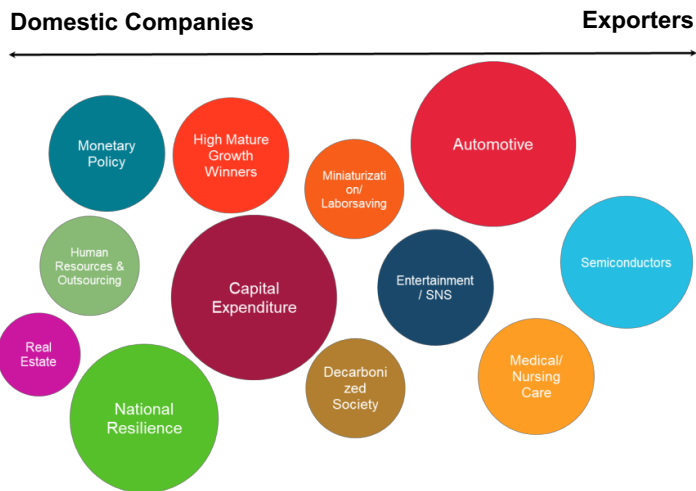 Domestic Companies
Exporters
Monetary
Policy
High Mature
Growth
Winners
Automotive
Miniaturizati
on/
Laborsaving
Human
Resources &
Outsourcing
Capital
Expenditure
Entertainment
/ SNS
Semiconductors
Real
Estate
National
Resilience
Decarboni
zed
Society
Medical/
Nursing
Care